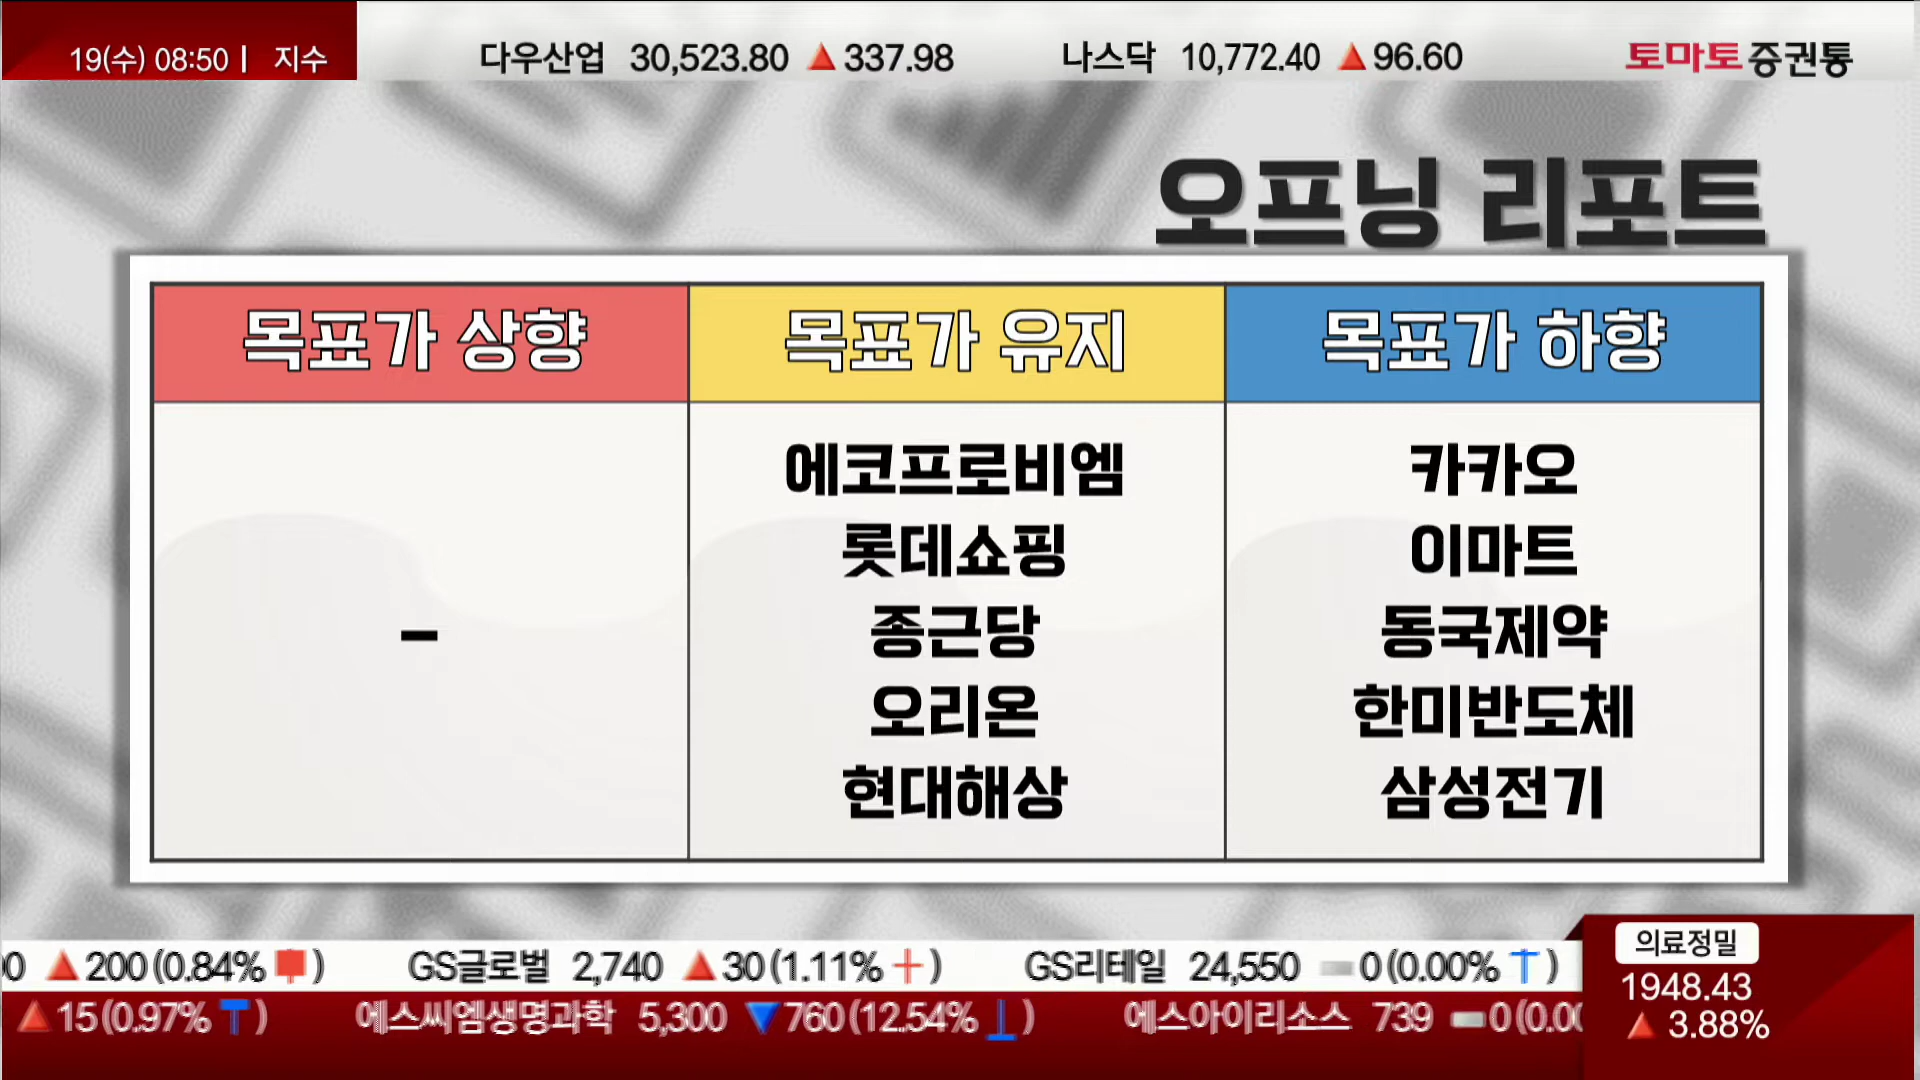 19(수) 08:50 | 지수 다우산업 30,523.80 ▲ 337.98 나스닥 10,772.40 ▲ 96.60 토마토증권통
오프닝 리포트
목표가 상향 목표가 유지 목표가 하향
에코프로비엠 카카오
롯데쇼핑 이마트
- 종근당 동국제약
오리온 한미반도체
현대해상 삼성전기
▲ 200 (0.84%) GS글로벌 2,740 ▲ 30 (1.11%) GS리테일 24,550 0 (0.00%)
▲ 15 (0.97%) 에스씨엠생명과학 5,300 ▼ 760 (12.54%) 에스아이리소스 739
의료정밀
1948.43
▲ 3.88%